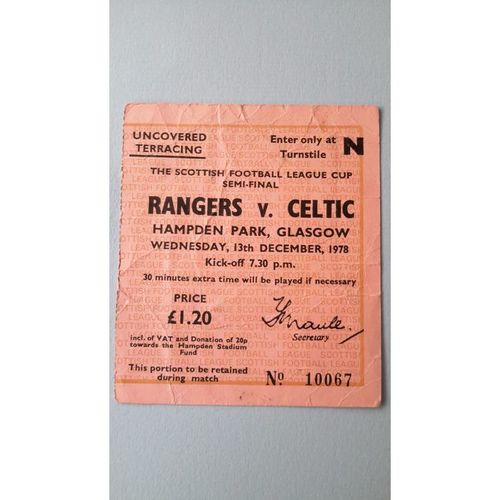 UNCOVERED Enter only at N
TERRACING Turnstile
THE SCOTTISH FOOTBALL LEAGUE CUP
SEMI-FINAL
RANGERS v. CELTIC
HAMPDEN PARK, GLASGOW
WEDNESDAY, 13th DECEMBER, 1978
Kick-off 7.30 p.m.
30 minutes extra time will be played if necessary
PRICE
£1.20
Secretary
incl. of VAT and Donation of 20p
towards the Hampden Stadium
Fund
This portion to be retained
during match
No. 10067